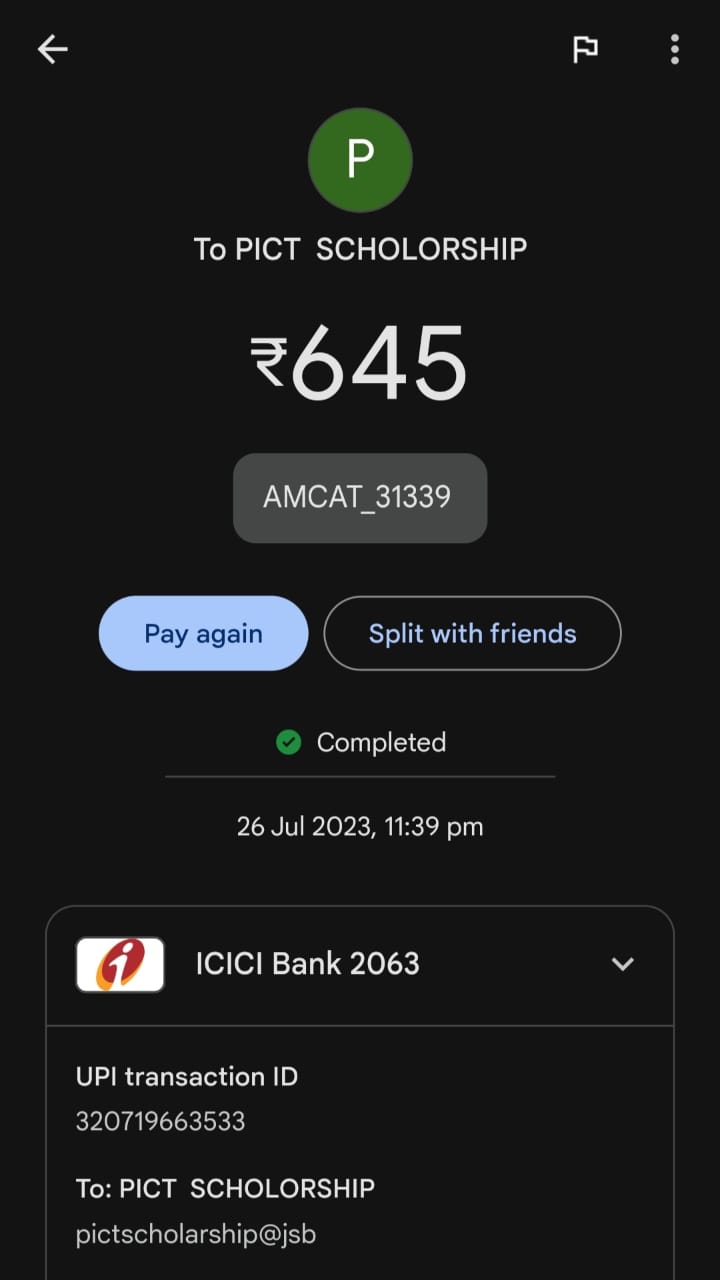 P
To PICT  SCHOLORSHIP
₹645
AMCAT_31339
Pay again
Split with friends
Completed
26 Jul 2023, 11:39 pm
ICICI Bank 2063
UPI transaction ID
320719663533
To: PICT  SCHOLORSHIP
pictscholarship@jsb